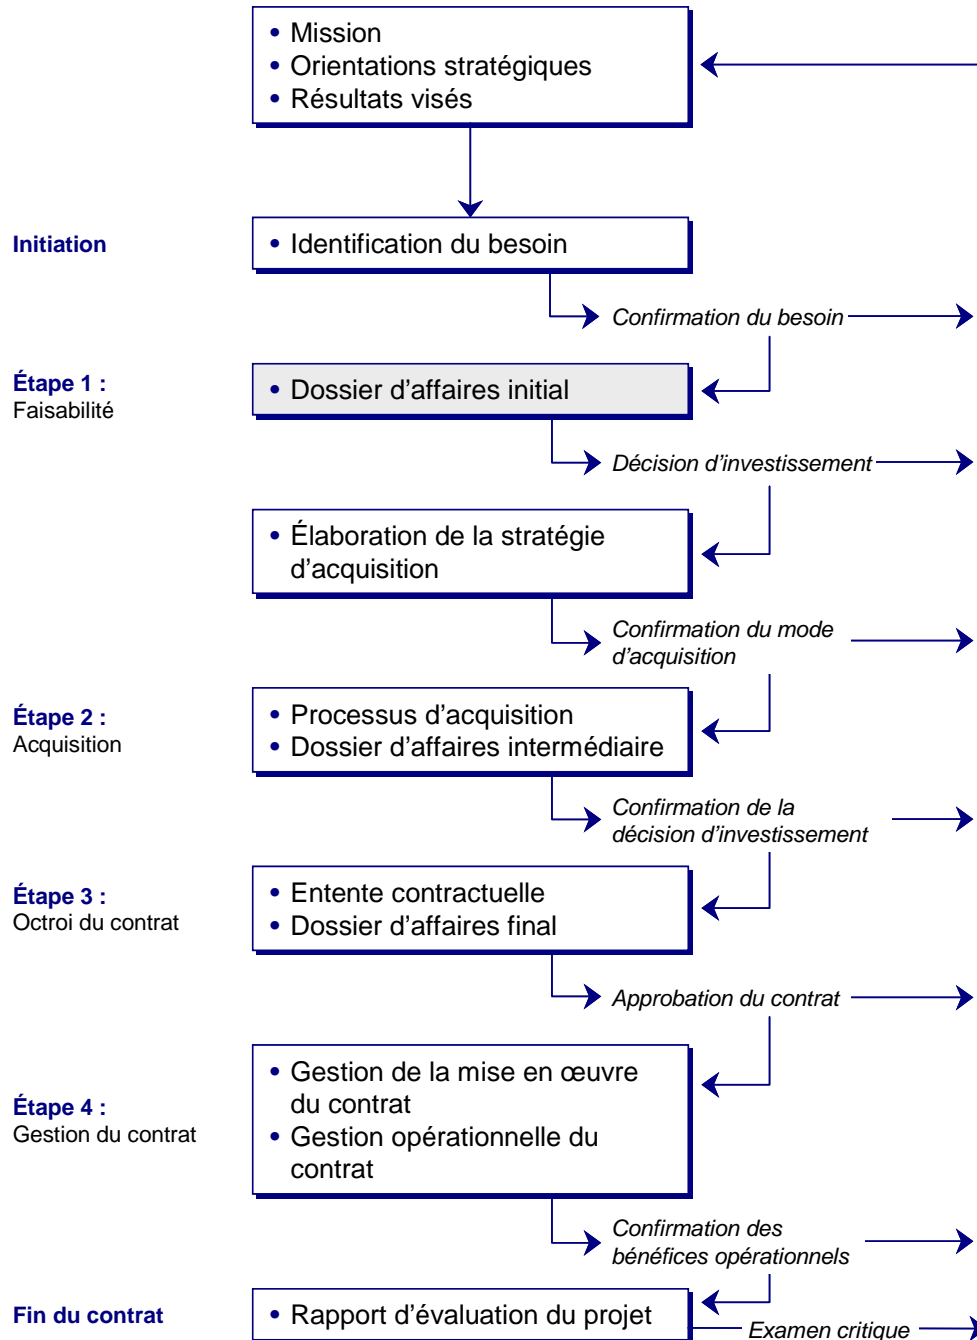 • Mission
• Orientations stratégiques
• Résultats visés
Initiation
• Identification du besoin
Confirmation du besoin
Étape 1 :
Faisabilité
• Dossier d'affaires initial
Décision d'investissement
• Élaboration de la stratégie
d'acquisition
Confirmation du mode
d'acquisition
Étape 2 :
Acquisition
• Processus d'acquisition
• Dossier d'affaires intermédiaire
Confirmation de la
décision d'investissement
Étape 3 :
Octroi du contrat
• Entente contractuelle
• Dossier d'affaires final
Approbation du contrat
Étape 4 :
Gestion du contrat
• Gestion de la mise en œuvre
du contrat
• Gestion opérationnelle du
contrat
Confirmation des
bénéfices opérationnels
Fin du contrat
• Rapport d'évaluation du projet
Examen critique